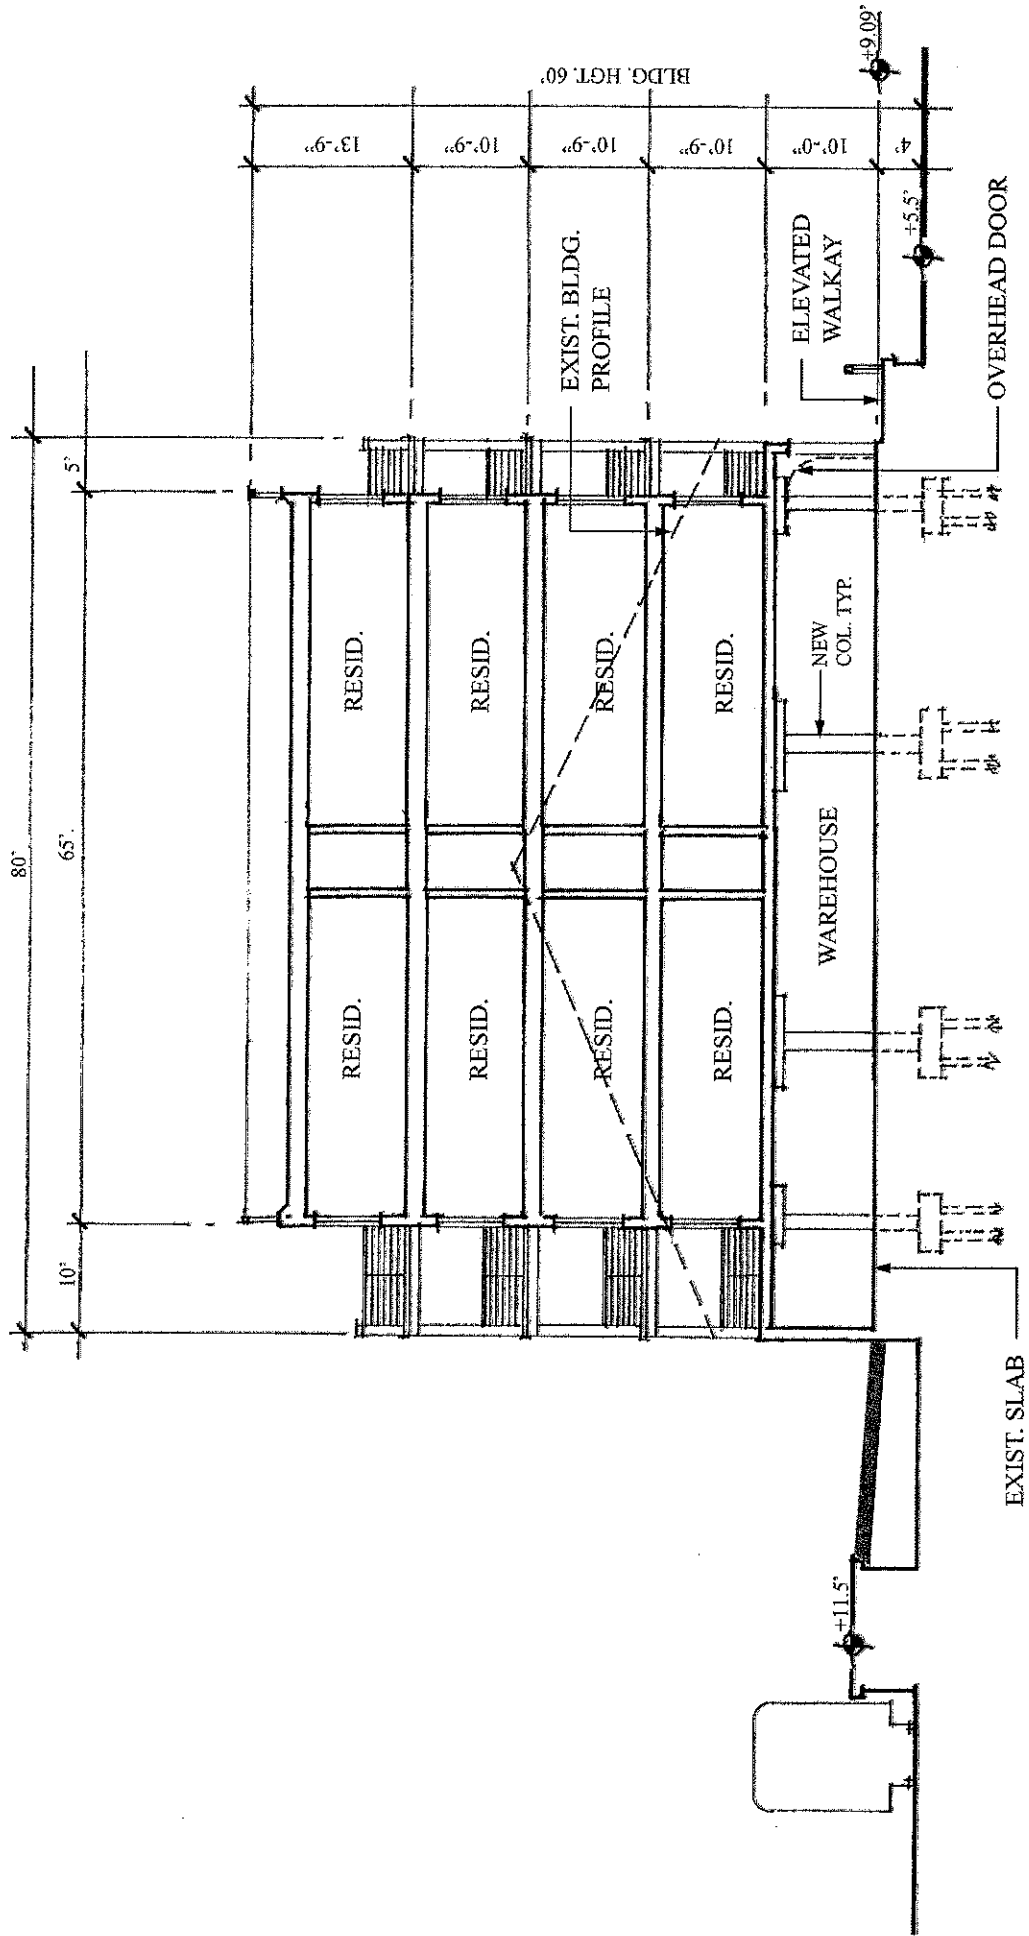 80'
10'
65'.
5'
BLDG. HGT. 60'
13'-9"
10'-9"
10'-9"
10'-9"
10'-0"
4'
RESID.
RESID.
RESID.
RESID.
RESID.
RESID.
RESID.
RESID.
EXIST. BLDG.
PROFILE
WAREHOUSE
NEW
COL. TYP.
ELEVATED
WALKAY
OVERHEAD DOOR
EXIST. SLAB
+11.5'
+5.5'
+9.09'